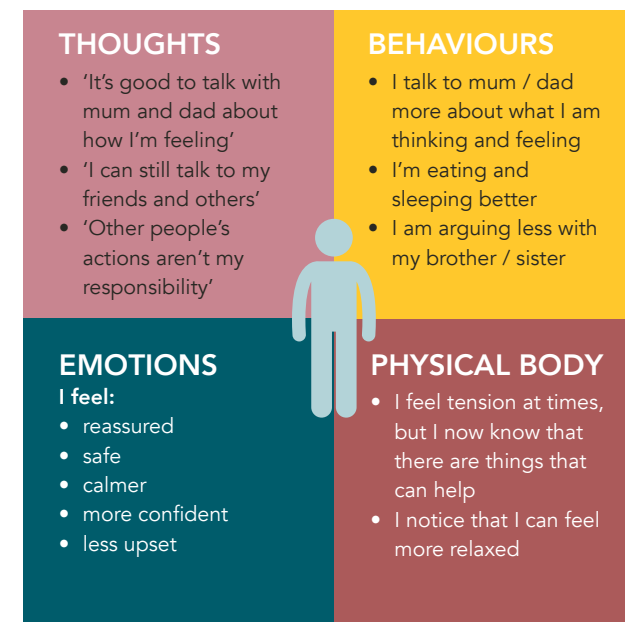 THOUGHTS
• ‘It’s good to talk with
mum and dad about
how I’m feeling’
• ‘I can still talk to my
friends and others’
• ‘Other people’s
actions aren’t my
responsibility’
BEHAVIOURS
• I talk to mum / dad
more about what I am
thinking and feeling
• I’m eating and
sleeping better
• I am arguing less with
my brother / sister
EMOTIONS
I feel:
• reassured
• safe
• calmer
• more confident
• less upset
PHYSICAL BODY
• I feel tension at times,
but I now know that
there are things that
can help
• I notice that I can feel
more relaxed